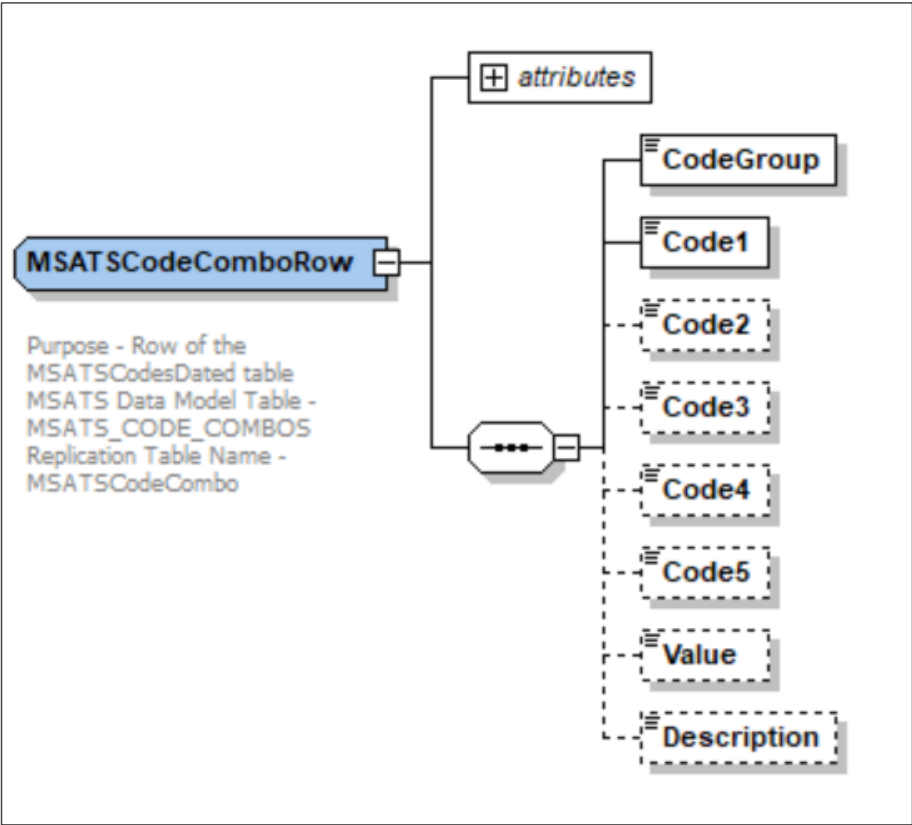 attributes
CodeGroup
Code1
MSATSCodeComboRow
Code2
Purpose - Row of the
MSATSCodesDated table
MSATS Data Model Table -
MSATS_CODE_COMBOS
Replication Table Name -
MSATSCodeCombo
Code3
Code4
Code5
Value
Description